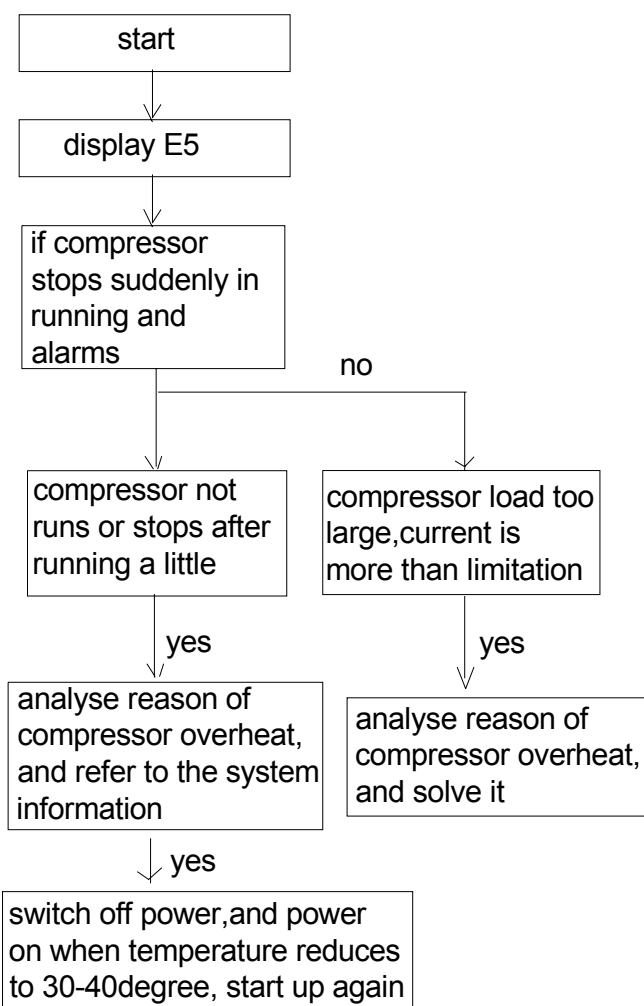 start
display E5
if compressor
stops suddenly in
running and
alarms
no
compressor not
runs or stops after
running a little
compressor load too
large,current is
more than limitation
yes
yes
analyse reason of
compressor overheat,
and refer to the system
information
analyse reason of
compressor overheat,
and solve it
yes
switch off power,and power
on when temperature reduces
to 30-40degree, start up again